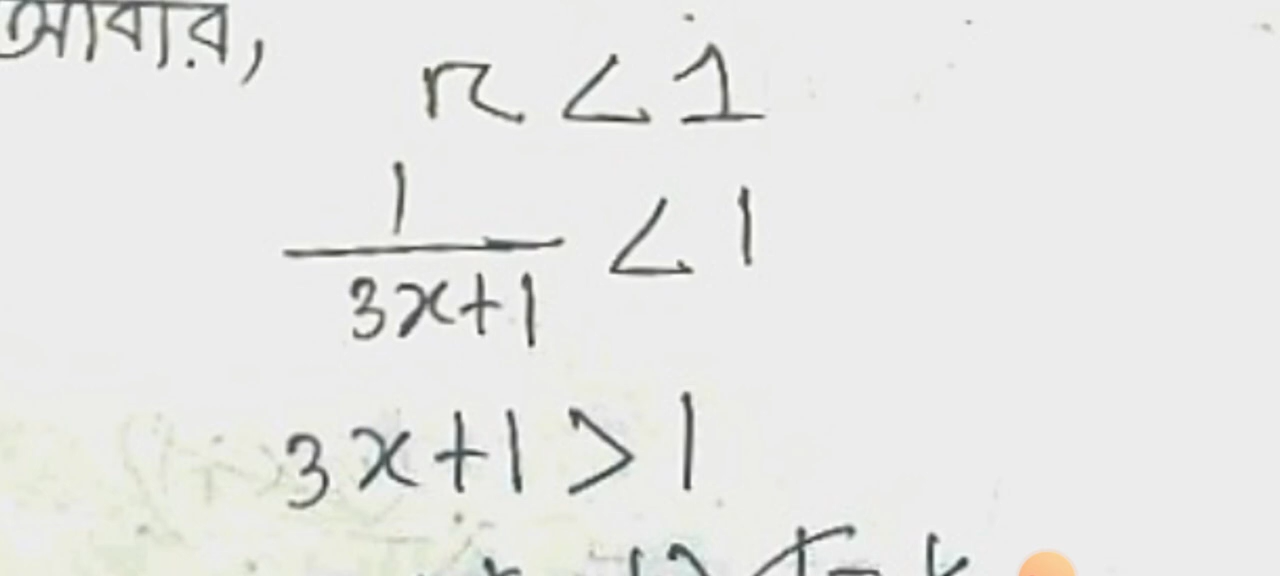 আবার,
r < 1
1/(3x+1) < 1
3x+1 > 1